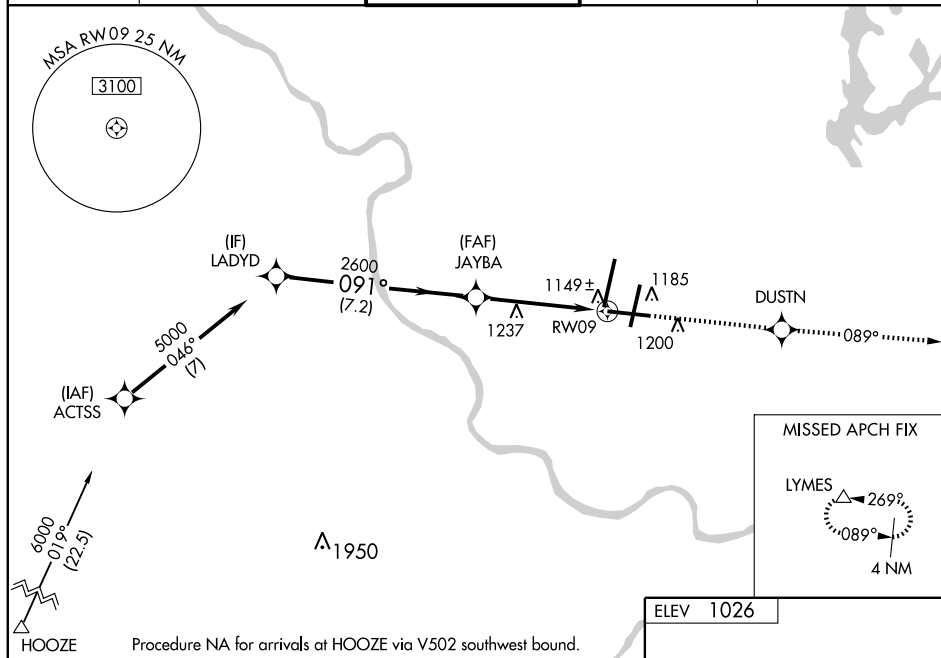 MSA RW09 25 NM
3100
(IF)
LADYD
2600
091°
(7.2)
(FAF)
JAYBA
1237
1149 ±
RW09
1185
1200
DUSTN
089°
5000
046°
(7)
(IAF)
ACTSS
6000
019°
(22.5)
HOOZE
1950
MISSED APCH FIX
LYMES
269°
089°
4 NM
Procedure NA for arrivals at HOOZE via V502 southwest bound.
ELEV 1026